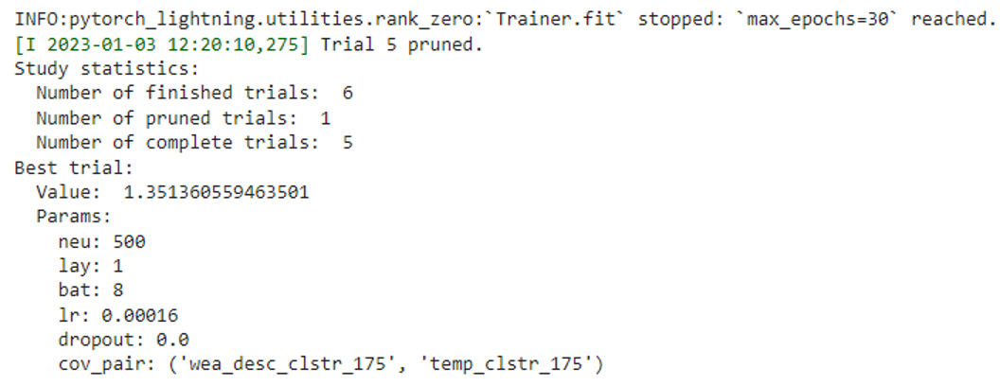 INFO:pytorch_lightning.utilities.rank_zero:`Trainer.fit` stopped: `max_epochs=30` reached.
[I 2023-01-03 12:20:10,275] Trial 5 pruned.
Study statistics:
  Number of finished trials:  6
  Number of pruned trials:  1
  Number of complete trials:  5
Best trial:
  Value:  1.351360559463501
  Params:
    neu: 500
    lay: 1
    bat: 8
    lr: 0.00016
    dropout: 0.0
    cov_pair: ('wea_desc_clstr_175', 'temp_clstr_175')